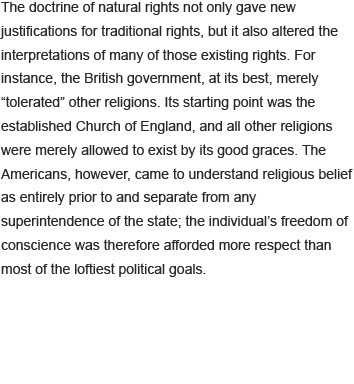 The doctrine of natural rights not only gave new
justifications for traditional rights, but it also altered the
interpretations of many of those existing rights. For
instance, the British government, at its best, merely
“tolerated” other religions. Its starting point was the
established Church of England, and all other religions
were merely allowed to exist by its good graces. The
Americans, however, came to understand religious belief
as entirely prior to and separate from any
superintendence of the state; the individual’s freedom of
conscience was therefore afforded more respect than
most of the loftiest political goals.